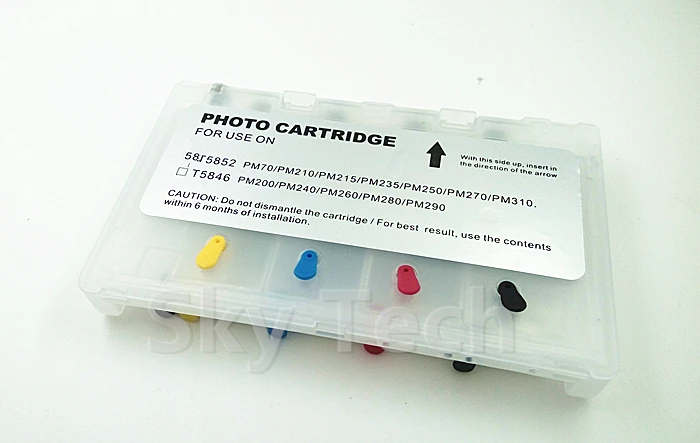 PHOTO CARTRIDGE
FOR USE ON
With this side up, insert in
the direction of the arrow
T5852 PM70/PM210/PM215/PM235/PM250/PM270/PM310.
T5846 PM200/PM240/PM260/PM280/PM290
CAUTION: Do not dismantle the cartridge / For best result, use the contents
within 6 months of installation.
Sky Tech